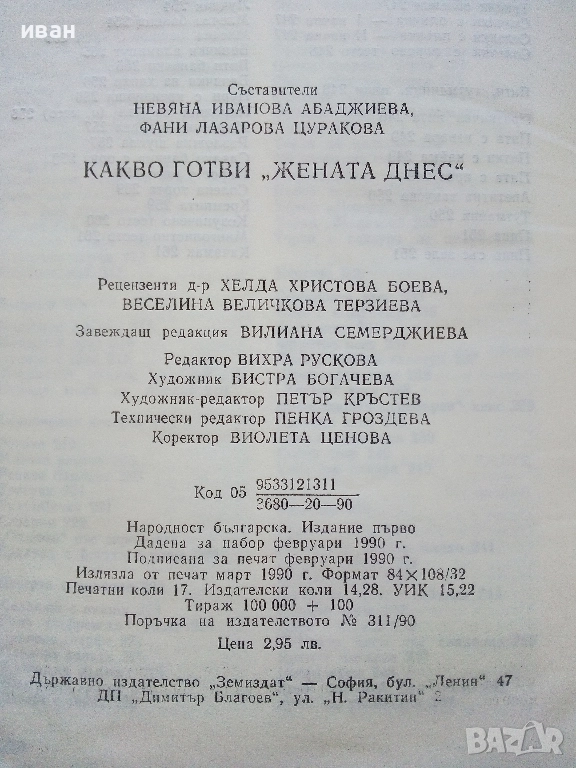 иван
Съставители
НЕВЯНА ИВАНОВА АБАДЖИЕВА,
ФАНИ ЛАЗАРОВА ЦУРАКОВА
КАКВО ГОТВИ „ЖЕНАТА ДНЕС“
Рецензенти д-р ХЕЛДА ХРИСТОВА БОЕВА,
ВЕСЕЛИНА ВЕЛИЧКОВА ТЕРЗИЕВА
Завеждащ редакция ВИЛИАНА СЕМЕРДЖИЕВА
Редактор ВИХРА РУСКОВА
Художник БИСТРА БОГАЧЕВА
Художник-редактор ПЕТЪР КРЪСТЕВ
Технически редактор ПЕНКА ГРОЗДЕВА
Коректор ВИОЛЕТА ЦЕНОВА
Код 05 9533121311
3680—20—90
Народност българска. Издание първо
Дадена за набор февруари 1990 г.
Подписана за печат февруари 1990 г.
Излязла от печат март 1990 г. Формат 84×108/32
Печатни коли 17. Издателски коли 14,28. УИК 15,22
Тираж 100 000 + 100
Поръчка на издателството № 311/90
Цена 2,95 лв.
Държавно издателство „Земиздат“ — София, бул. „Ленин“ 47
ДП „Димитър Благоев“, ул. „Н. Ракитин“ 2
BAZAR